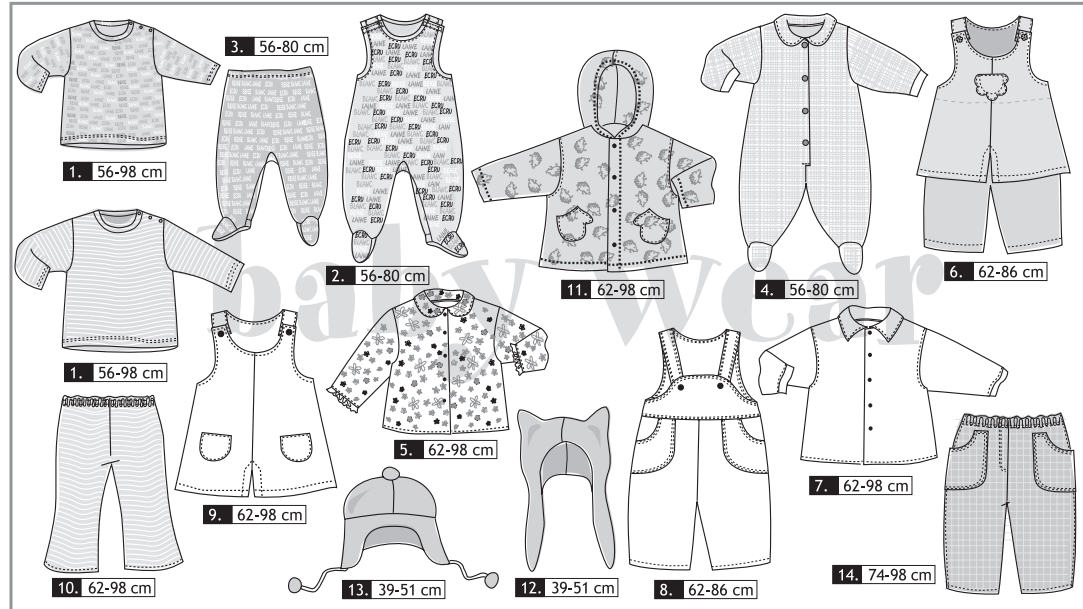 3. 56-80 cm
1. 56-98 cm
2. 56-80 cm
11. 62-98 cm
4. 56-80 cm
6. 62-86 cm
baby wear
1. 56-98 cm
5. 62-98 cm
7. 62-98 cm
9. 62-98 cm
10. 62-98 cm
13. 39-51 cm
12. 39-51 cm
8. 62-86 cm
14. 74-98 cm